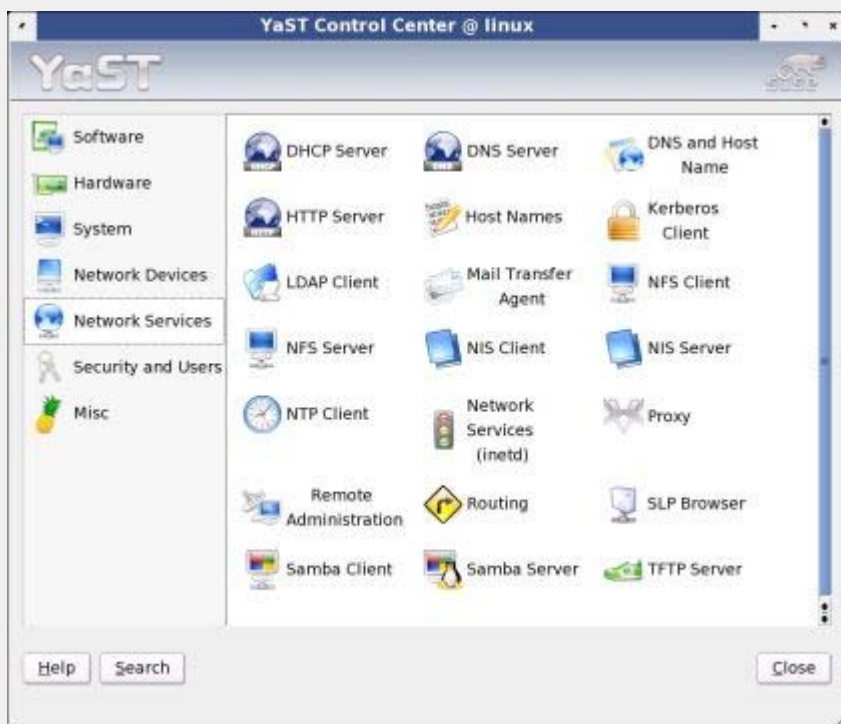 YaST Control Center @ linux
YaST
SUSE
Software
Hardware
System
Network Devices
Network Services
Security and Users
Misc
DHCP Server
DNS Server
DNS and Host
Name
HTTP Server
Host Names
Kerberos
Client
LDAP Client
Mail Transfer
Agent
NFS Client
NFS Server
NIS Client
NIS Server
NTP Client
Network
Services
(inetd)
Proxy
Remote
Administration
Routing
SLP Browser
Samba Client
Samba Server
TFTP Server
Help
Search
Close